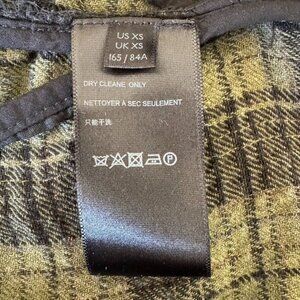 US XS
UK XS
165 / 84A
DRY CLEANE ONLY
NETTOYER À SEC SEULEMENT
只能干洗